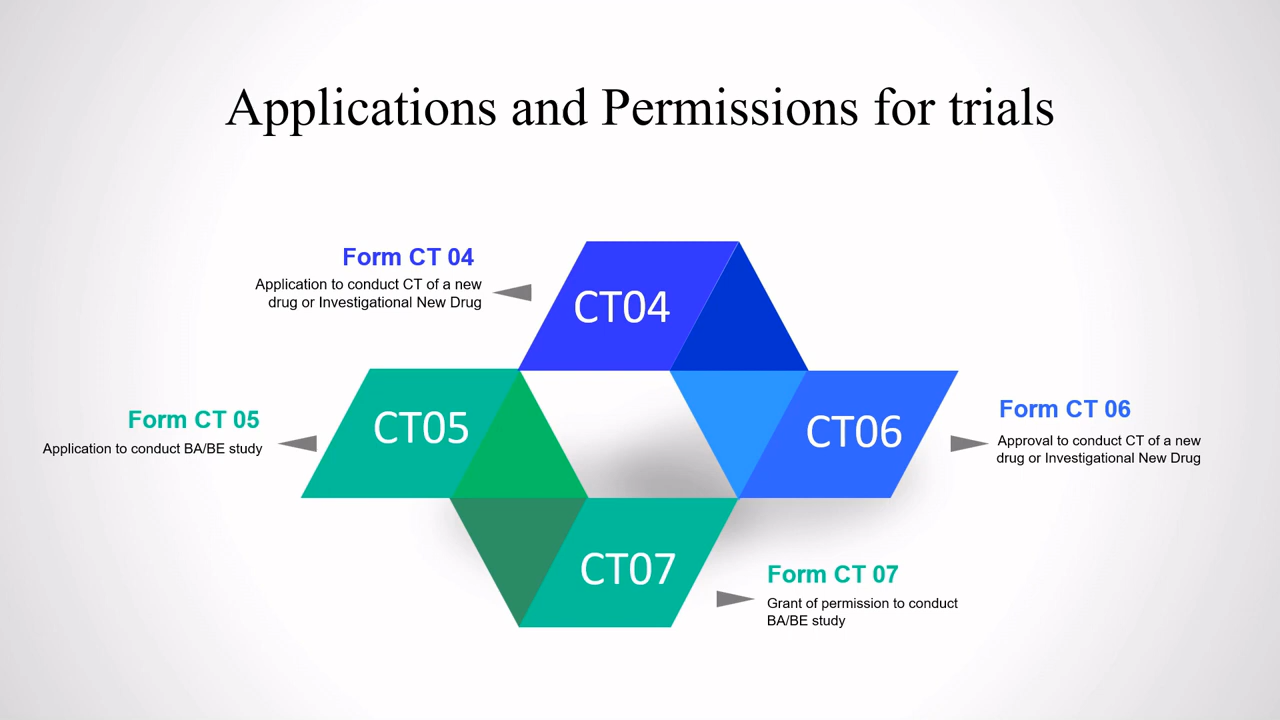 Applications and Permissions for trials
Form CT 04
Application to conduct CT of a new
drug or Investigational New Drug
CT04
Form CT 05
Application to conduct BA/BE study
CT05
CT06
Form CT 06
Approval to conduct CT of a new
drug or Investigational New Drug
CT07
Form CT 07
Grant of permission to conduct
BA/BE study